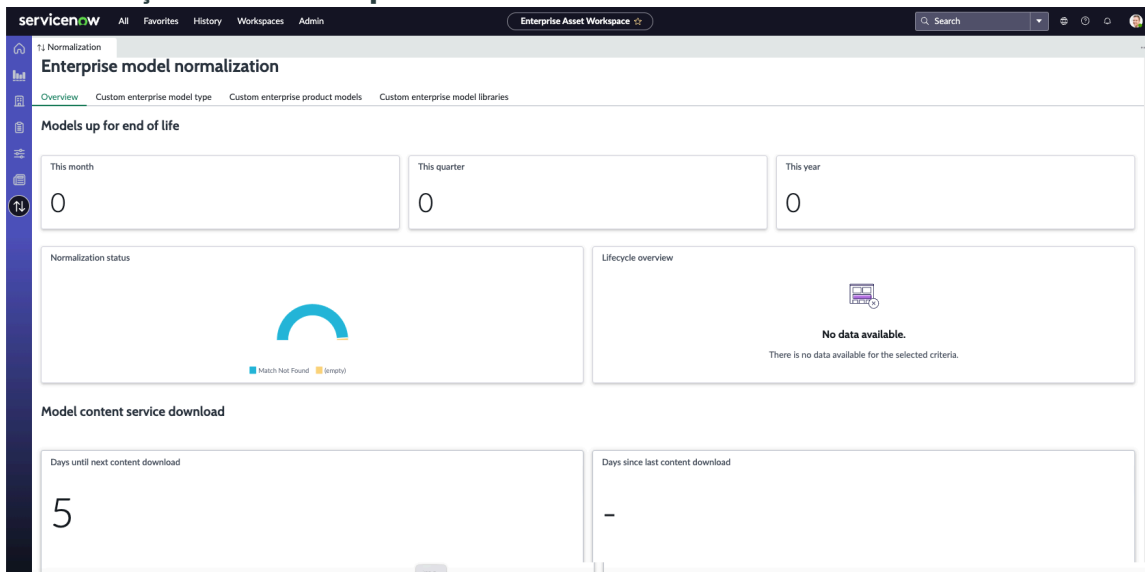 servicenow All Favorites History Workspaces Admin Enterprise Asset Workspace Search
Normalization
Enterprise model normalization
Overview Custom enterprise model type Custom enterprise product models Custom enterprise model libraries
Models up for end of life
This month This quarter This year
0 0 0
Normalization status Lifecycle overview
No data available.
There is no data available for the selected criteria.
Match Not Found (empty)
Model content service download
Days until next content download Days since last content download
5 -